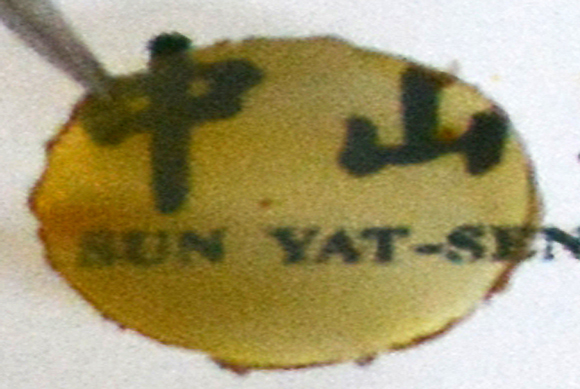 中山
SUN YAT-SEN